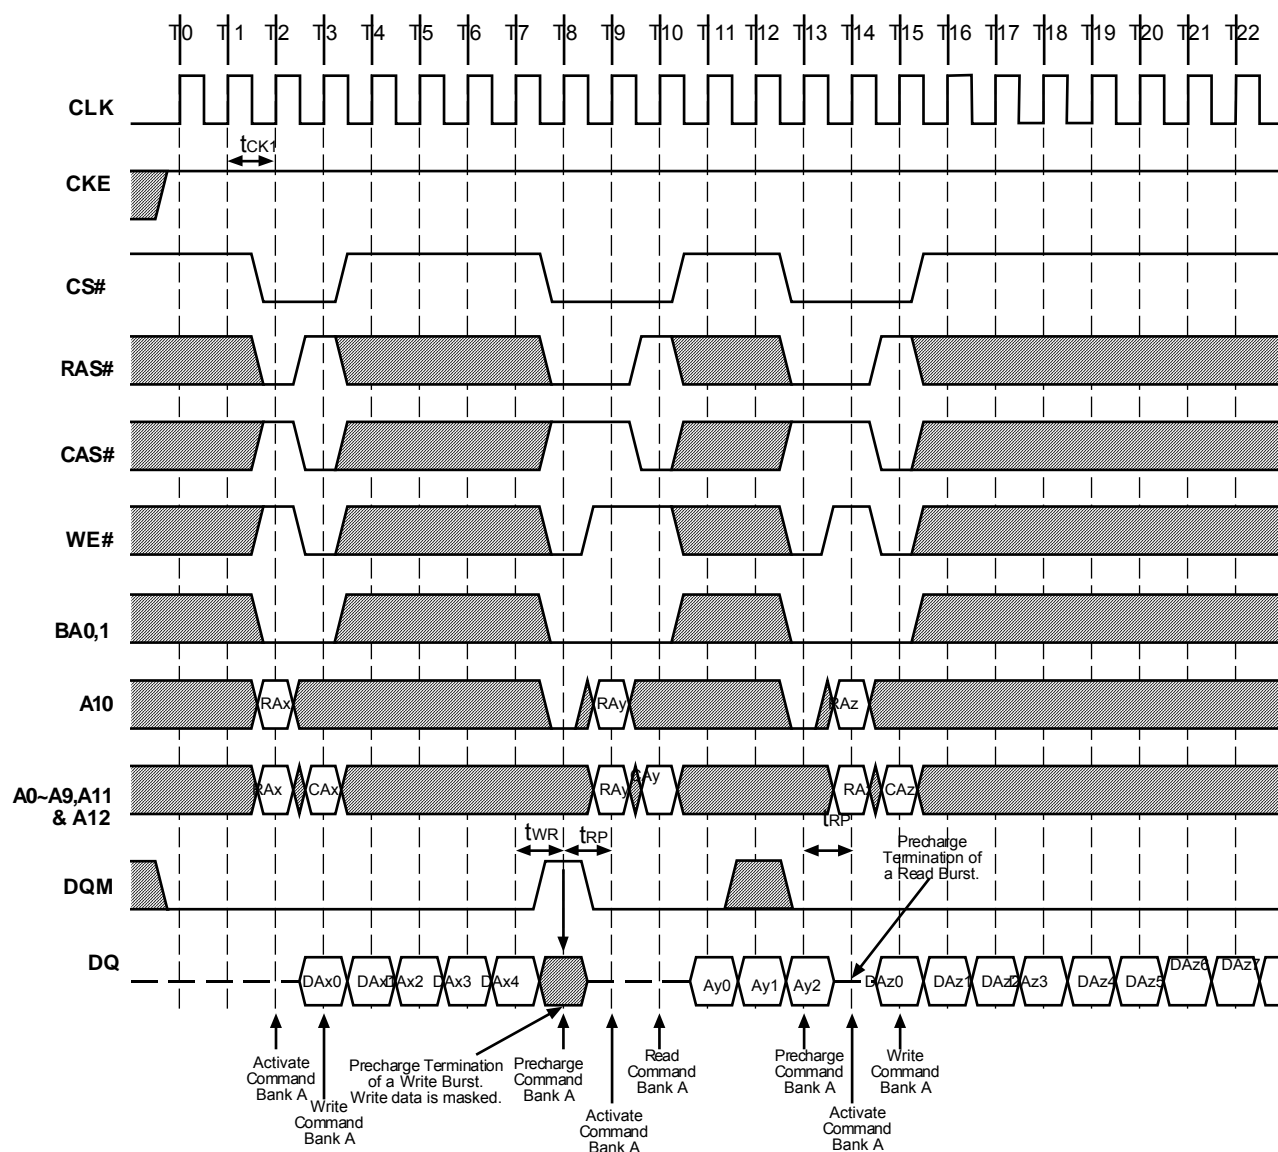 T0 T1 T2 T3 T4 T5 T6 T7 T8 T9 T10 T11 T12 T13 T14 T15 T16 T17 T18 T19 T20 T21 T22
CLK
tCK1
CKE
CS#
RAS#
CAS#
WE#
BA0,1
A10
RAx RAy RAz
A0~A9,A11
& A12
RAx CAx RAy CAy RAz CAz
tWR tRP tRP
Precharge
Termination of
a Read Burst.
DQM
DQ
DAx0 DAx1 DAx2 DAx3 DAx4 Ay0 Ay1 Ay2 DAz0 DAz1 DAz2 DAz3 DAz4 DAz5 DAz6 DAz7
Activate
Command
Bank A
Write
Command
Bank A
Precharge Termination
of a Write Burst.
Write data is masked.
Precharge
Command
Bank A
Activate
Command
Bank A
Read
Command
Bank A
Precharge
Command
Bank A
Activate
Command
Bank A
Write
Command
Bank A